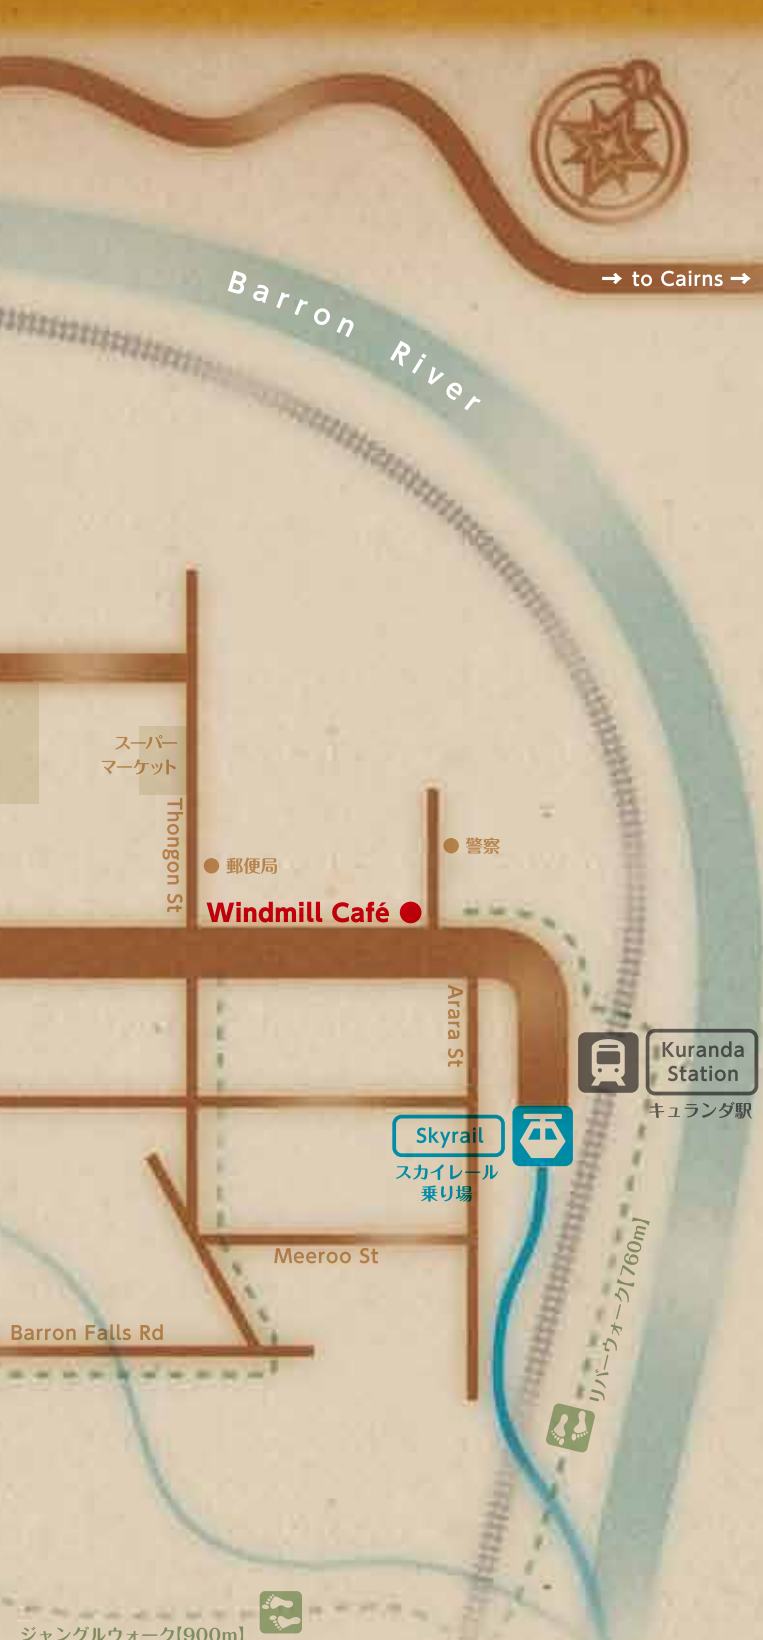 → to Cairns →
Barron River
スーパー
マーケット
Thongon St
郵便局
警察
Windmill Café
Arara St
Kuranda
Station
キュランダ駅
Skyrail
スカイレール
乗り場
Meeroo St
リバーウォーク【760m】
Barron Falls Rd
ジャングルウォーク【900m】